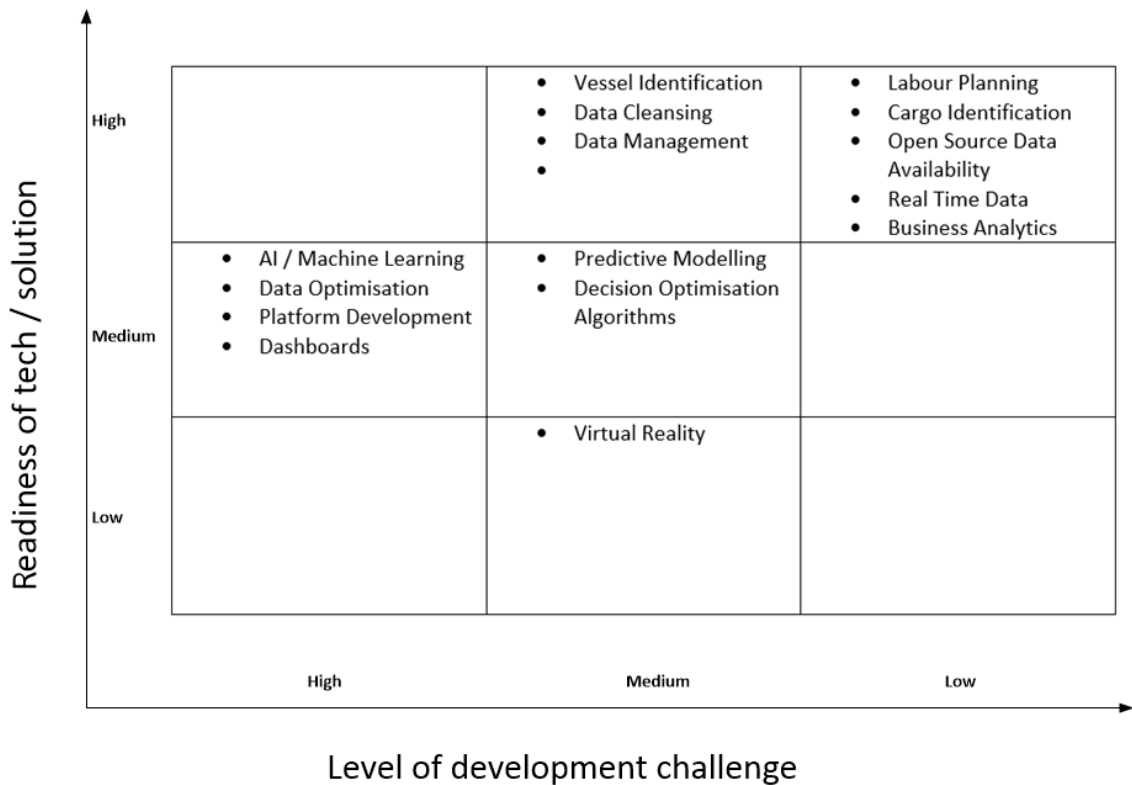 Readiness of tech / solution
High
• Vessel Identification
• Data Cleansing
• Data Management
•
• Labour Planning
• Cargo Identification
• Open Source Data
Availability
• Real Time Data
• Business Analytics
Medium
• AI / Machine Learning
• Data Optimisation
• Platform Development
• Dashboards
• Predictive Modelling
• Decision Optimisation
Algorithms
Low
• Virtual Reality
High
Medium
Low
Level of development challenge